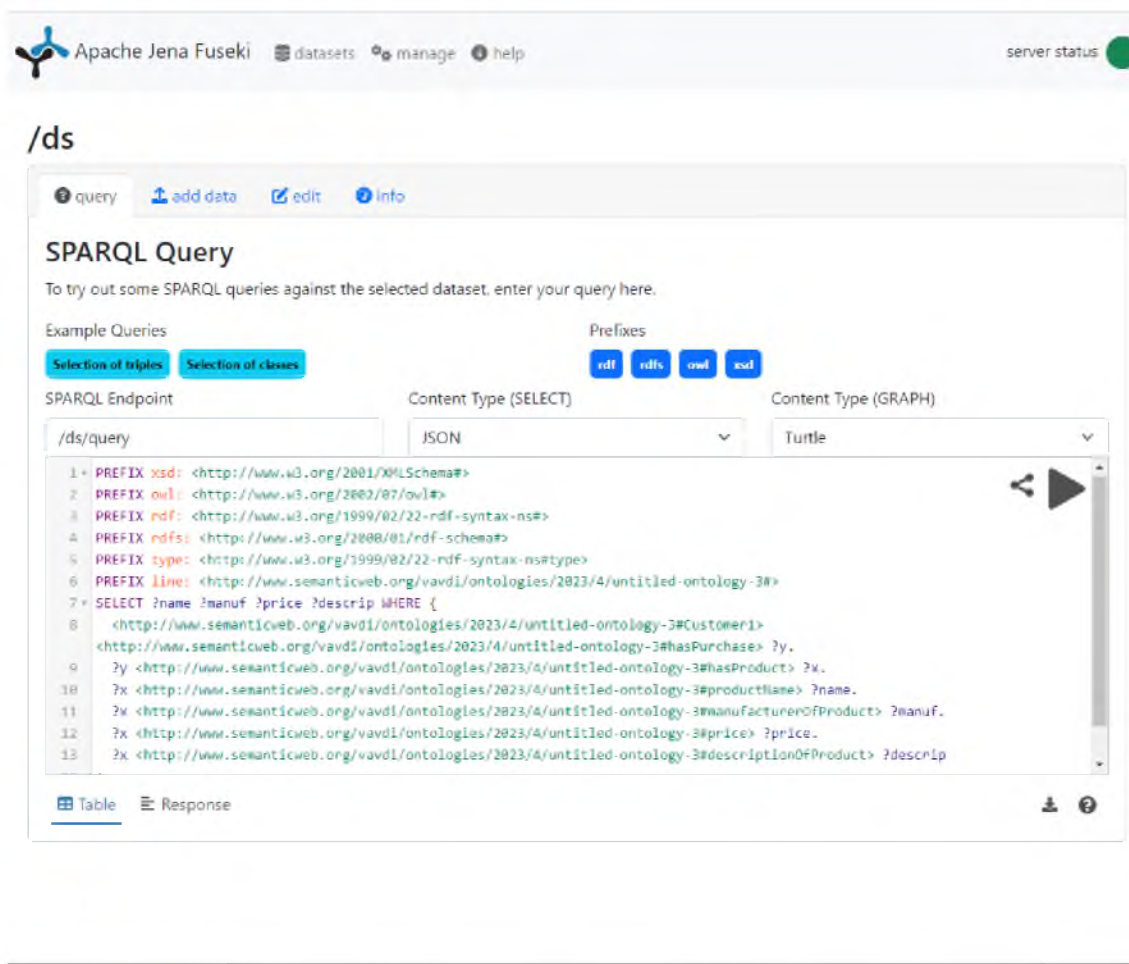 Apache Jena Fuseki datasets manage help server status
/ds
query add data edit info
SPARQL Query
To try out some SPARQL queries against the selected dataset, enter your query here.
Example Queries Prefixes
Selection of triples Selection of classes rdf rdfs owl xsd
SPARQL Endpoint Content Type (SELECT) Content Type (GRAPH)
/ds/query JSON Turtle
1 PREFIX xsd: <http://www.w3.org/2001/XMLSchema#>
2 PREFIX owl: <http://www.w3.org/2002/07/owl#>
3 PREFIX rdf: <http://www.w3.org/1999/02/22-rdf-syntax-ns#>
4 PREFIX rdfs: <http://www.w3.org/2000/01/rdf-schema#>
5 PREFIX type: <http://www.w3.org/1999/02/22-rdf-syntax-ns#type>
6 PREFIX line: <http://www.semanticweb.org/vavdi/ontologies/2023/4/untitled-ontology-3#>
7 SELECT ?name ?manuf ?price ?descrip WHERE {
8 <http://www.semanticweb.org/vavdi/ontologies/2023/4/untitled-ontology-3#Customer1>
<http://www.semanticweb.org/vavdi/ontologies/2023/4/untitled-ontology-3#hasPurchase> ?y.
9 ?y <http://www.semanticweb.org/vavdi/ontologies/2023/4/untitled-ontology-3#hasProduct> ?x.
10 ?x <http://www.semanticweb.org/vavdi/ontologies/2023/4/untitled-ontology-3#productName> ?name.
11 ?x <http://www.semanticweb.org/vavdi/ontologies/2023/4/untitled-ontology-3#manufacturerOfProduct> ?manuf.
12 ?x <http://www.semanticweb.org/vavdi/ontologies/2023/4/untitled-ontology-3#price> ?price.
13 ?x <http://www.semanticweb.org/vavdi/ontologies/2023/4/untitled-ontology-3#descriptionOfProduct> ?descrip
Table Response